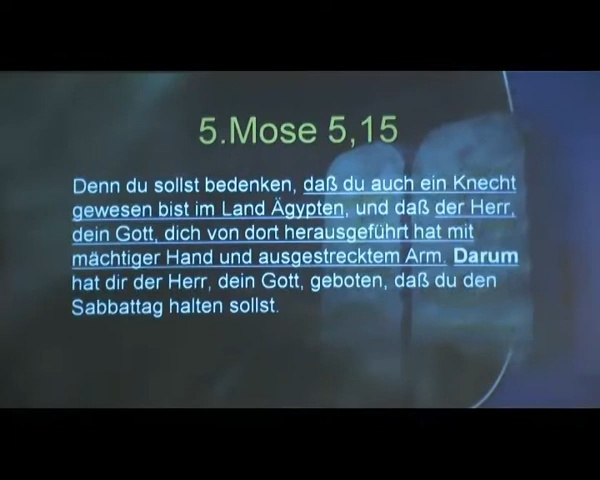 5.Mose 5,15
Denn du sollst bedenken, daß du auch ein Knecht
gewesen bist im Land Ägypten, und daß der Herr,
dein Gott, dich von dort herausgeführt hat mit
mächtiger Hand und ausgestrecktem Arm. Darum
hat dir der Herr, dein Gott, geboten, daß du den
Sabbattag halten sollst.